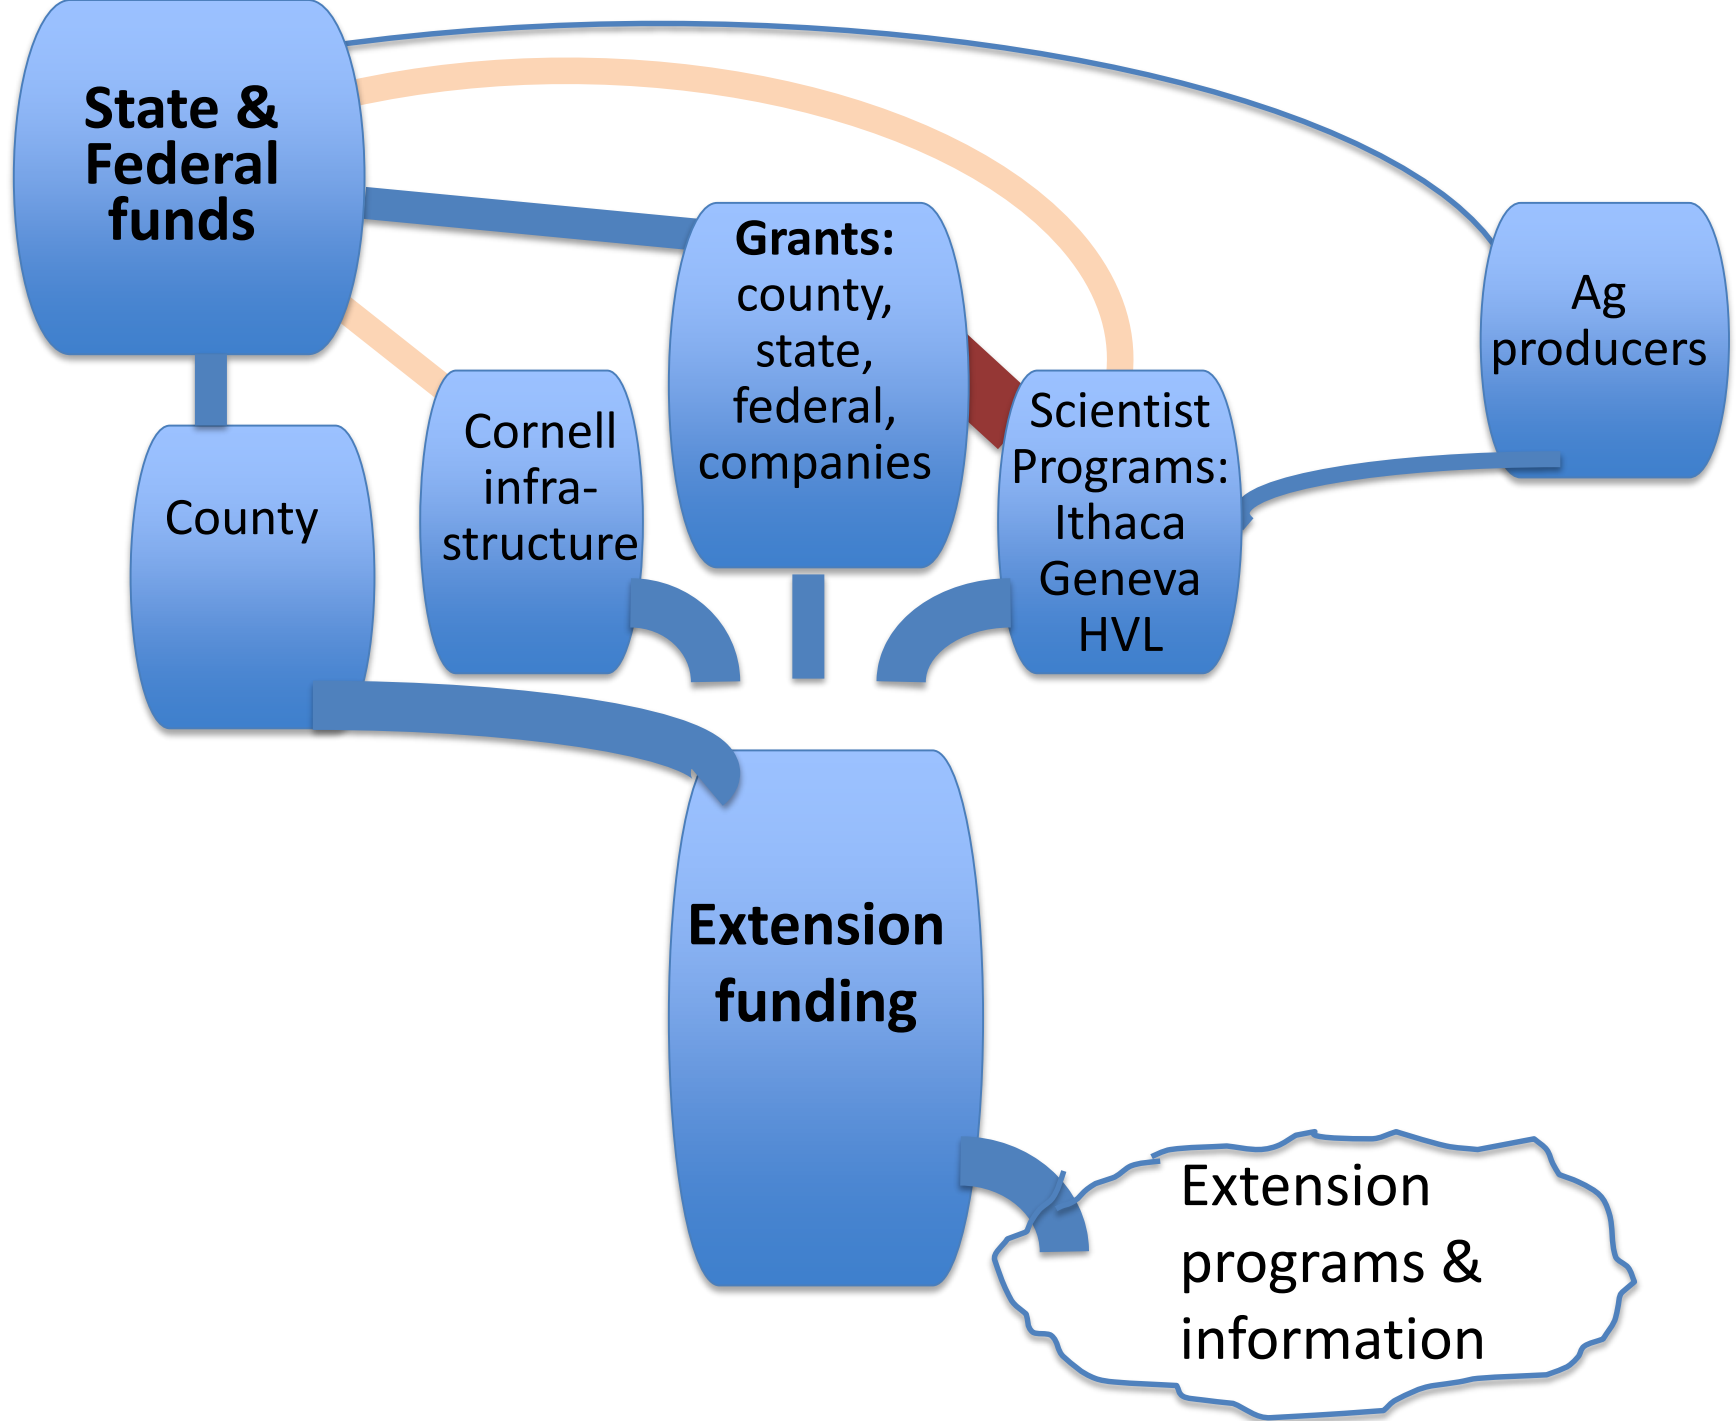 State &
Federal
funds
Grants:
county,
state,
federal,
companies
Ag
producers
Scientist
Programs:
Ithaca
Geneva
HVL
Cornell
infra-
structure
County
Extension
funding
Extension
programs &
information